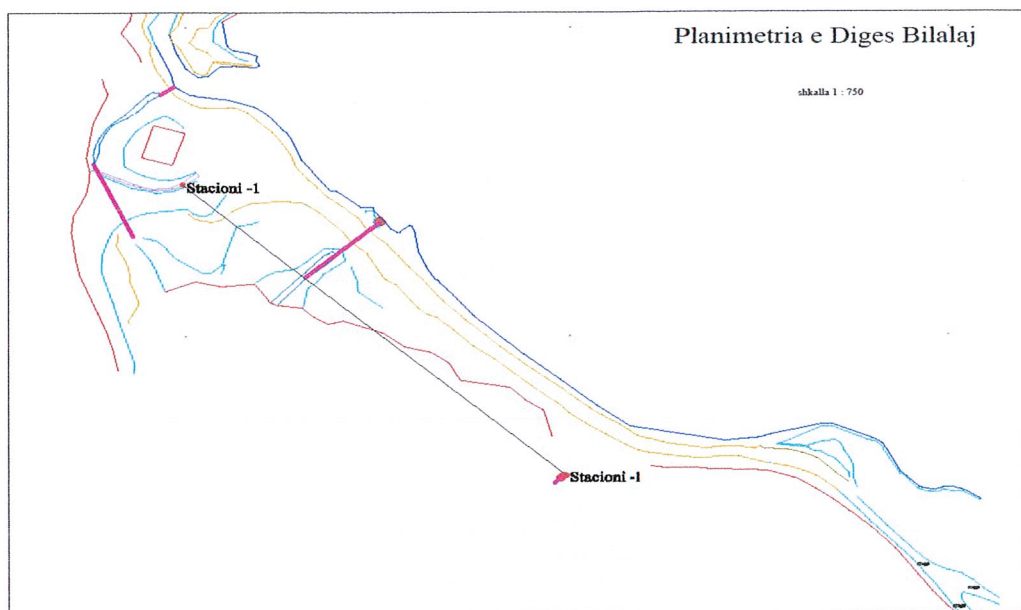 Planimetria e Diges Bilalaj
shkalla 1 : 750
Stacioni -1
Stacioni -1